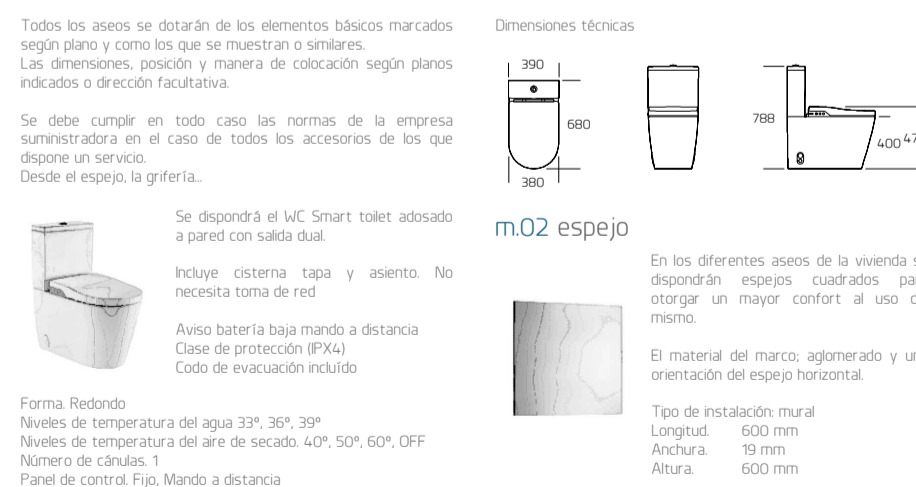 Todos los aseos se dotarán de los elementos básicos marcados
según plano y como los que se muestran o similares.
Las dimensiones, posición y manera de colocación según planos
indicados o dirección facultativa.
Se debe cumplir en todo caso las normas de la empresa
suministradora en el caso de todos los accesorios de los que
dispone un servicio.
Desde el espejo, la grifería...
Se dispondrá el WC Smart toilet adosado
a pared con salida dual.
Incluye cisterna tapa y asiento. No
necesita toma de red
Aviso batería baja mando a distancia
Clase de protección (IPX4)
Codo de evacuación incluído
Forma. Redondo
Niveles de temperatura del agua 33º, 36º, 39º
Niveles de temperatura del aire de secado. 40º, 50º, 60º, OFF
Número de cánulas. 1
Panel de control. Fijo, Mando a distancia
Dimensiones técnicas
390
680
380
788
400
m.02 espejo
En los diferentes aseos de la vivienda
dispondrán espejos cuadrados
otorgar un mayor confort al uso
mismo.
El material del marco; aglomerado y
orientación del espejo horizontal.
Tipo de instalación: mural
Longitud. 600 mm
Anchura. 19 mm
Altura. 600 mm